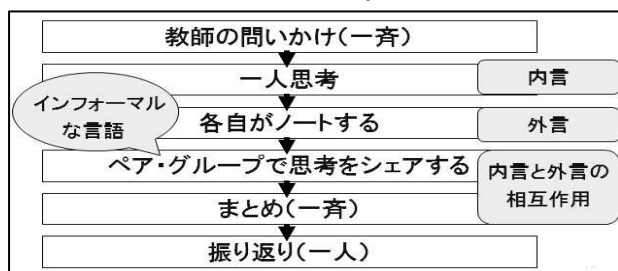 教師の問いかけ(一斉)
一人思考
内言
インフォーマル
な言語
各自がノートする
外言
ペア・グループで思考をシェアする
内言と外言の
相互作用
まとめ(一斉)
振り返り(一人)